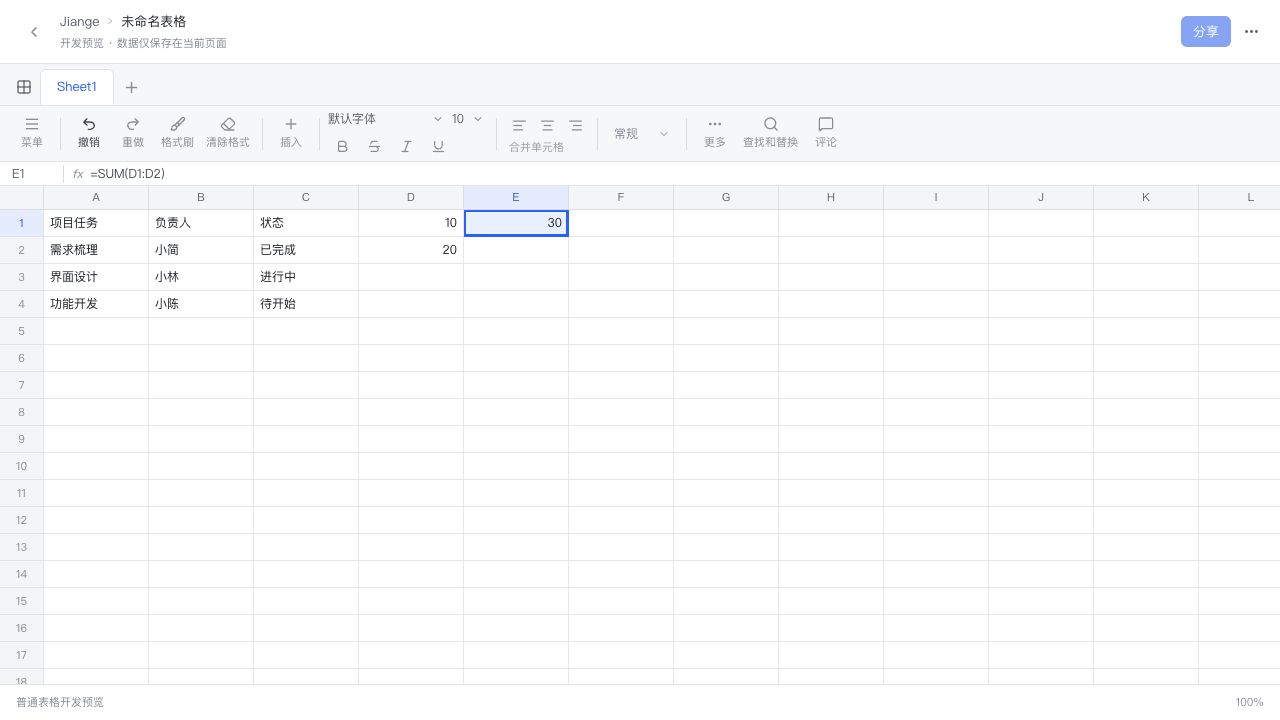 Jiange > 未命名表格
开发预览 · 数据仅保存在当前页面
分享
Sheet1
菜单 撤销 重做 格式刷 清除格式 插入 默认字体 10 B S I U 合并单元格 常规 更多 查找和替换 评论
E1 fx =SUM(D1:D2)
A B C D E F G H I J K L
1 项目任务 负责人 状态 10 30
2 需求梳理 小简 已完成 20
3 界面设计 小林 进行中
4 功能开发 小陈 待开始
5
6
7
8
9
10
11
12
13
14
15
16
17
18
普通表格开发预览 100%